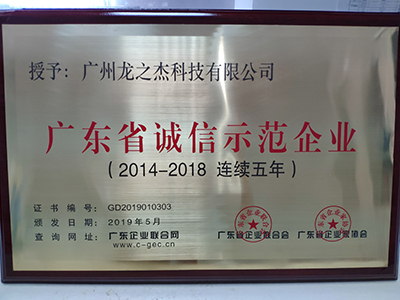 授予：广州龙之杰科技有限公司
广东省诚信示范企业
（2014-2018 连续五年）
证书编号：GD2019010303
颁发日期：2019年5月
查询网址：广东企业联合网
www.c-gec.cn
广东省企业联合会 广东省企业家协会